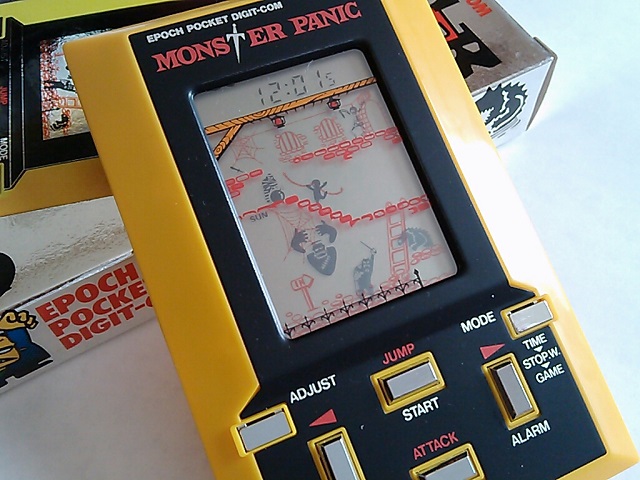 EPOCH POCKET DIGIT-COM
MONSTER PANIC
12:01
SUN
MODE
TIME
STOP.W.
GAME
JUMP
START
ADJUST
ALARM
ATTACK
EPOCH
POCKET
DIGIT-C
JUMP
MODE
OM